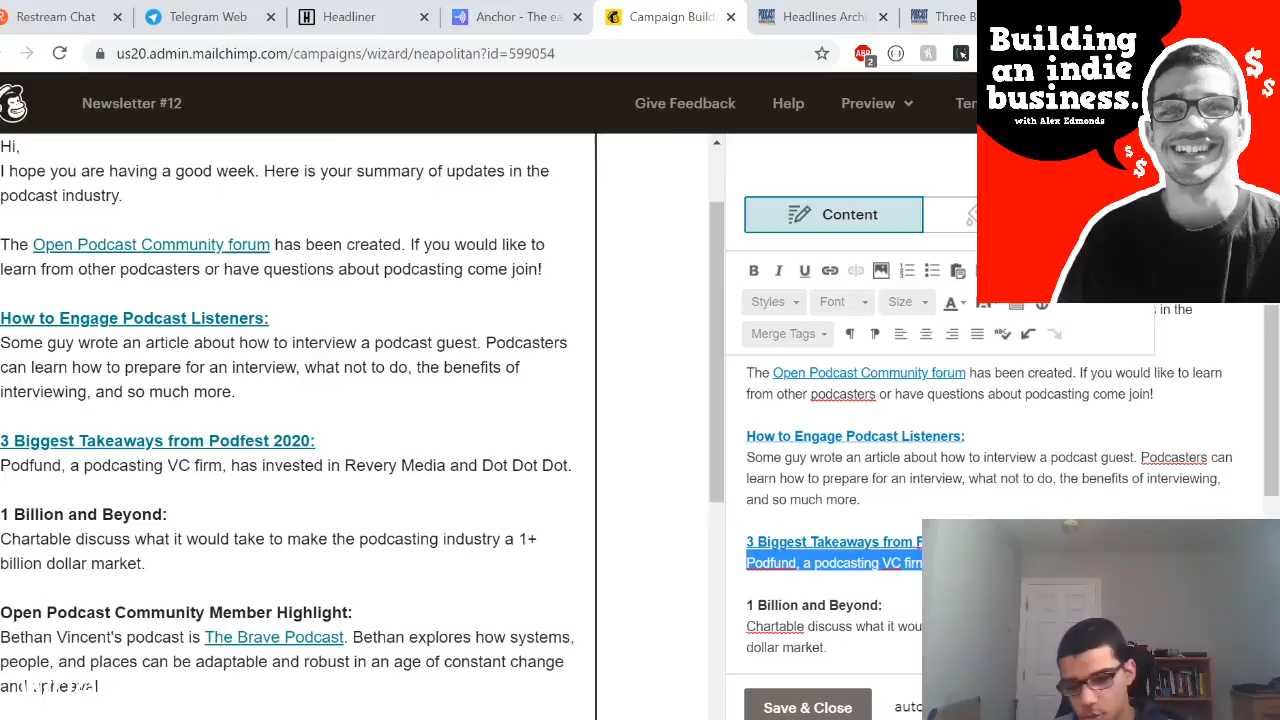 Restream Chat
Telegram Web
Headliner
Anchor - The ea
Campaign Build
Headlines Archi
Three B
us20.admin.mailchimp.com/campaigns/wizard/neapolitan?id=599054
ABP
2
Building
an indie
business.
with Alex Edmonds
$
$
$
$
Newsletter #12
Give Feedback
Help
Preview
Hi,
I hope you are having a good week. Here is your summary of updates in the
podcast industry.
The Open Podcast Community forum has been created. If you would like to
learn from other podcasters or have questions about podcasting come join!
How to Engage Podcast Listeners:
Some guy wrote an article about how to interview a podcast guest. Podcasters
can learn how to prepare for an interview, what not to do, the benefits of
interviewing, and so much more.
3 Biggest Takeaways from Podfest 2020:
Podfund, a podcasting VC firm, has invested in Revery Media and Dot Dot Dot.
1 Billion and Beyond:
Chartable discuss what it would take to make the podcasting industry a 1+
billion dollar market.
Open Podcast Community Member Highlight:
Bethan Vincent's podcast is The Brave Podcast. Bethan explores how systems,
people, and places can be adaptable and robust in an age of constant change
and
Content
B I U
Styles
Font
Size
A
Merge Tags
ABC
s in the
The Open Podcast Community forum has been created. If you would like to learn
from other podcasters or have questions about podcasting come join!
How to Engage Podcast Listeners:
Some guy wrote an article about how to interview a podcast guest. Podcasters can
learn how to prepare for an interview, what not to do, the benefits of interviewing,
and so much more.
3 Biggest Takeaways from P
Podfund, a podcasting VC firm
1 Billion and Beyond:
Chartable discuss what it wou
dollar market.
Save & Close
auto